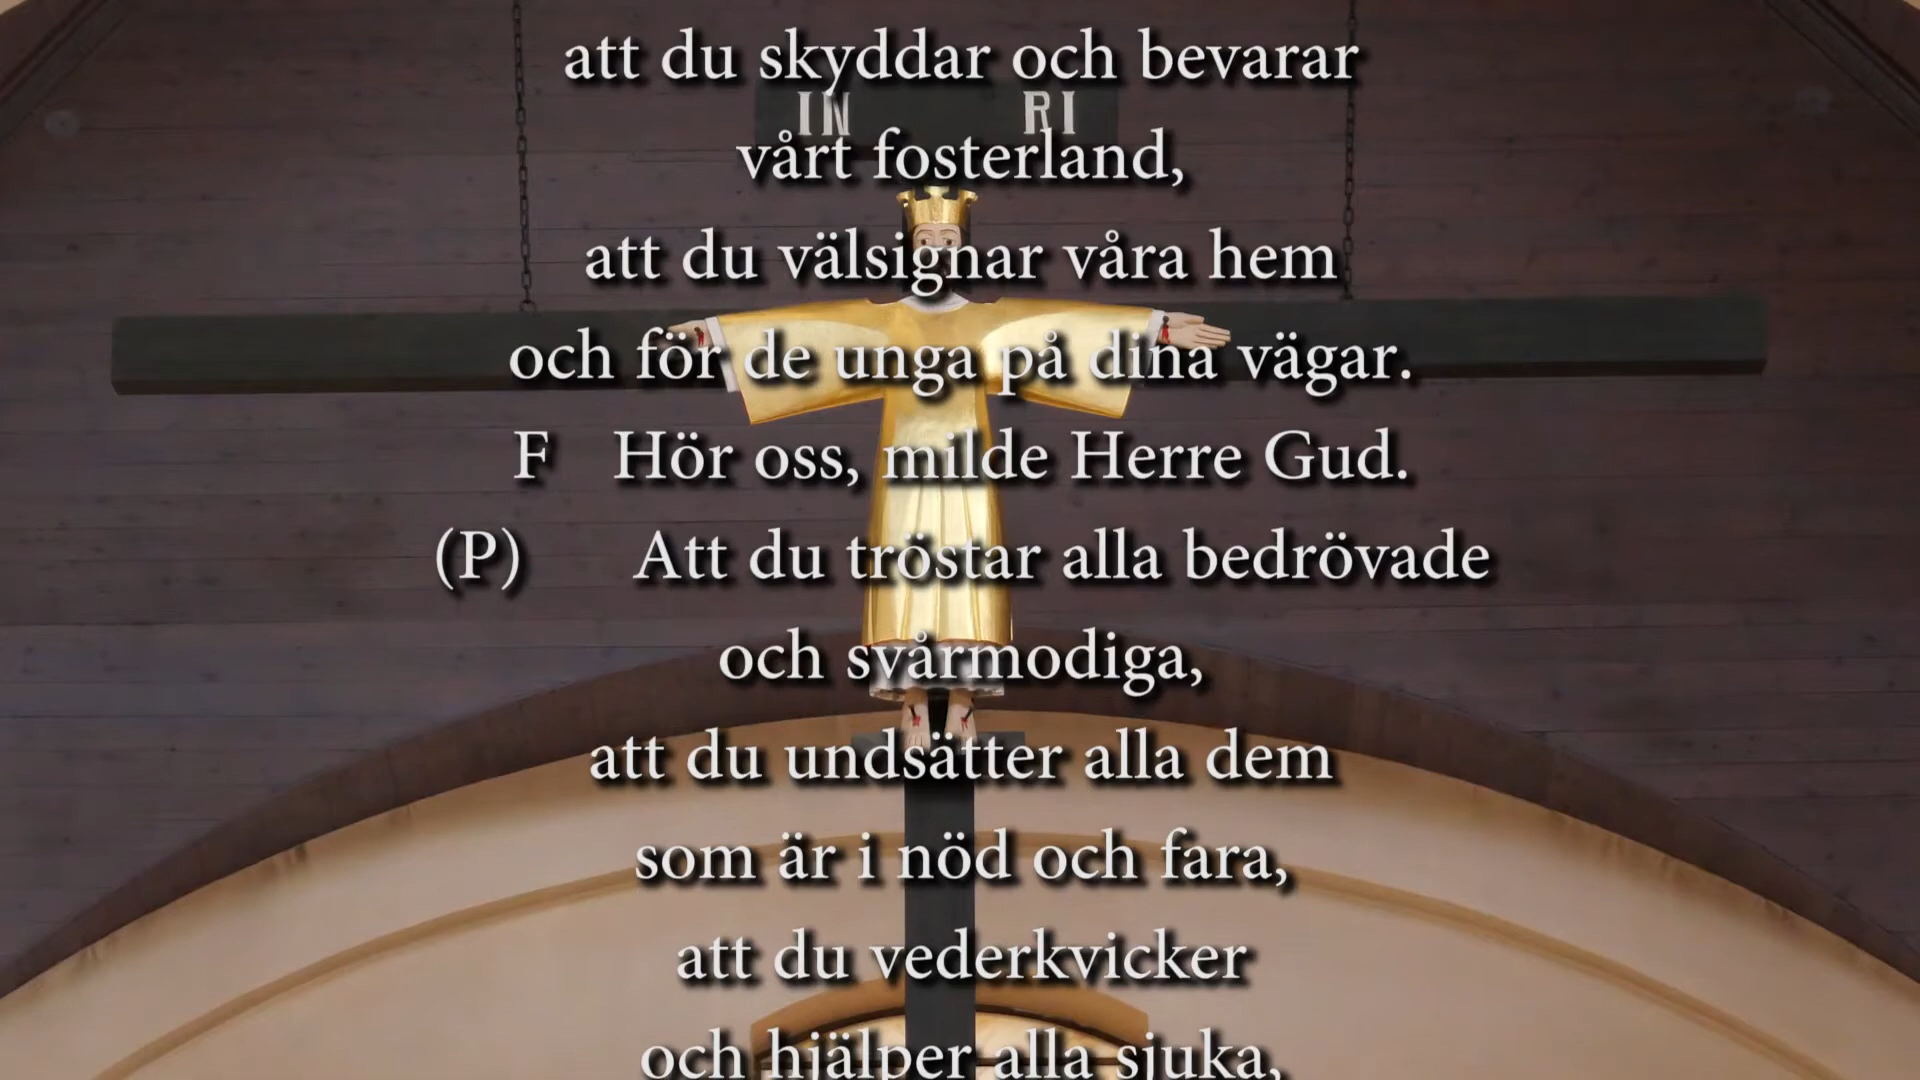 att du skyddar och bevarar
IN RI
vårt fosterland,
att du välsignar våra hem
och för de unga på dina vägar.
F Hör oss, milde Herre Gud.
(P) Att du tröstar alla bedrövade
och svårmodiga,
att du undsätter alla dem
som är i nöd och fara,
att du vederkvicker
och hjälper alla sjuka,